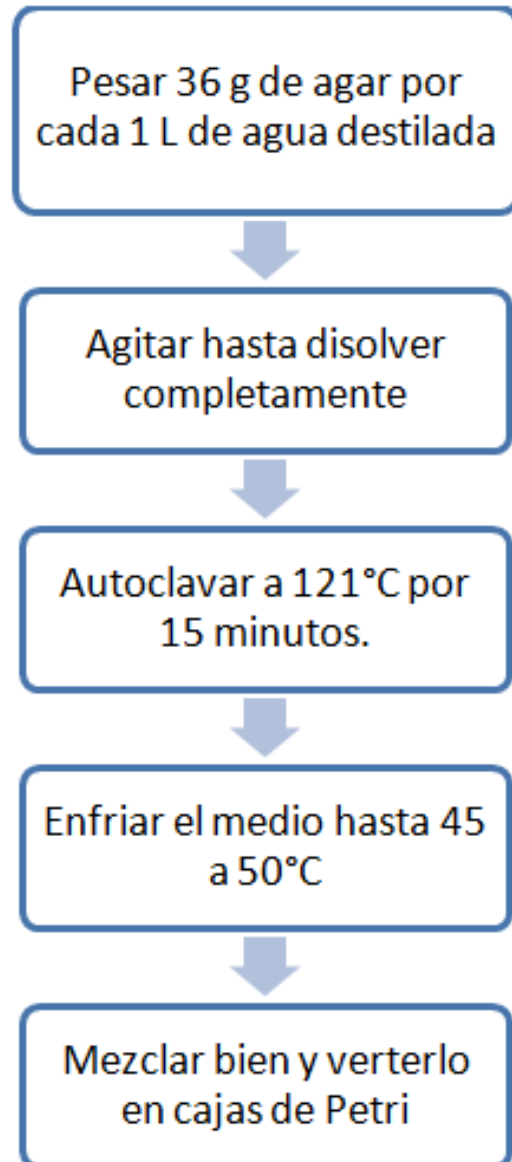 Pesar 36 g de agar por
cada 1 L de agua destilada
Agitar hasta disolver
completamente
Autoclavar a 121°C por
15 minutos.
Enfriar el medio hasta 45
a 50°C
Mezclar bien y verterlo
en cajas de Petri